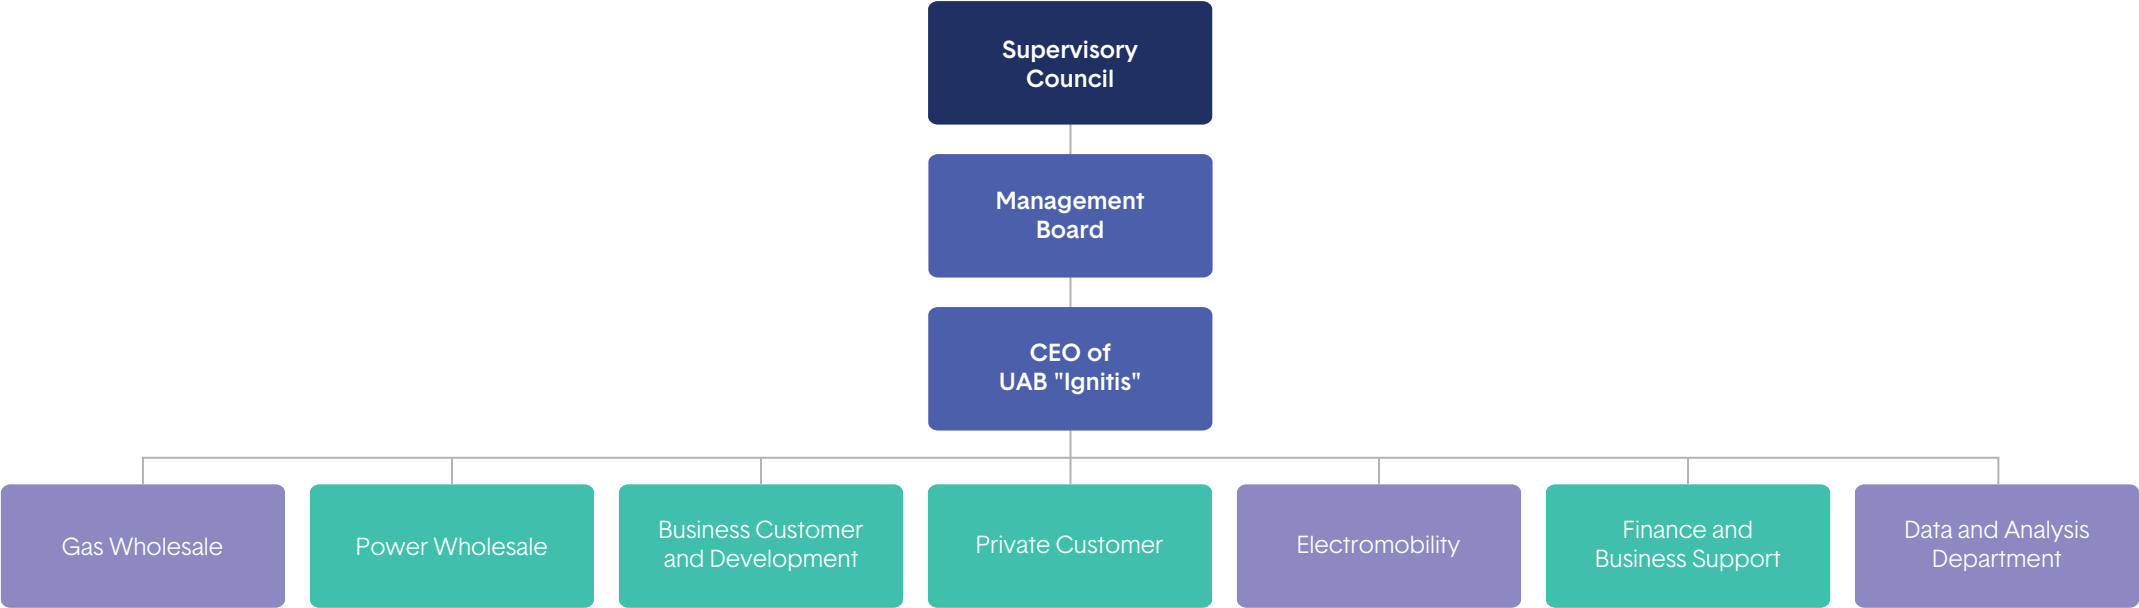 Supervisory
Council
Management
Board
CEO of
UAB "Ignitis"
Gas Wholesale
Power Wholesale
Business Customer
and Development
Private Customer
Electromobility
Finance and
Business Support
Data and Analysis
Department